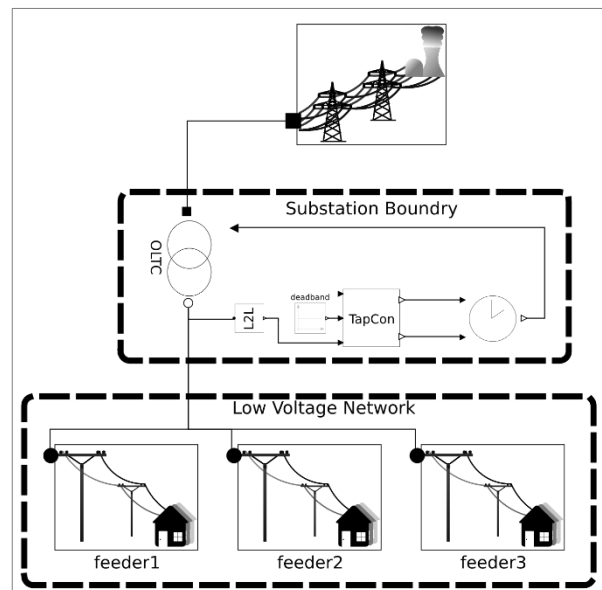 Substation Boundry
OLTC
deadband
L2L
TapCon
Low Voltage Network
feeder1
feeder2
feeder3